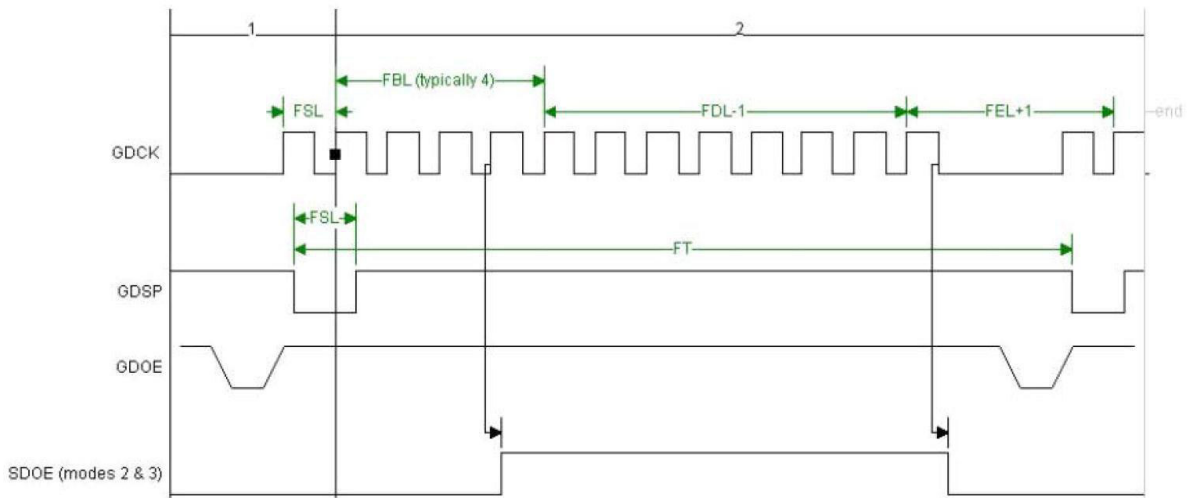 1
2
FBL (typically 4)
FSL
FDL-1
FEL+1
end
GDCK
FSL
FT
GDSP
GDOE
SDOE (modes 2 & 3)